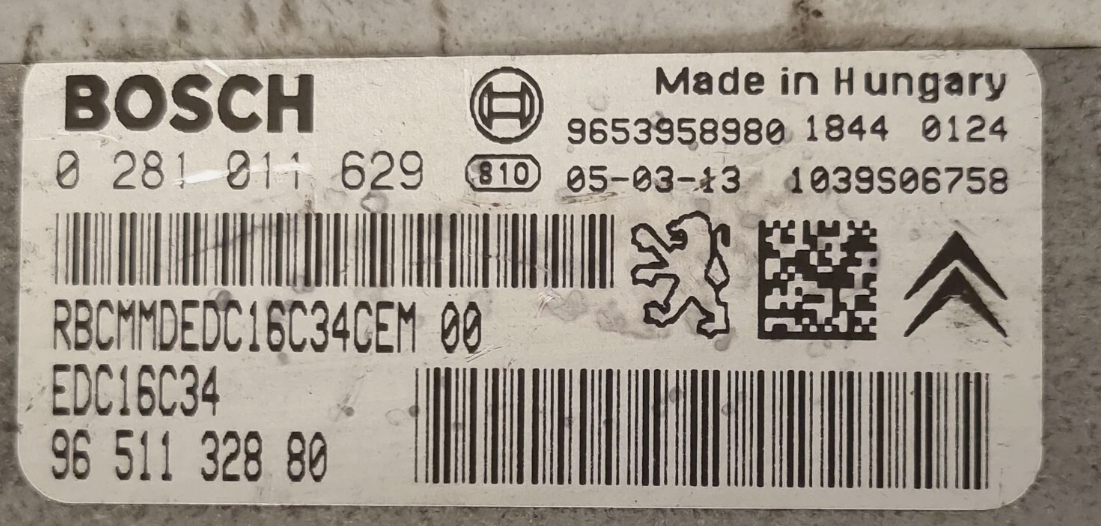 BOSCH
Made in Hungary
9653958980 1844 0124
0 281 011 629
810
05-03-13 1039S06758
RBCMMDEDC16C34CEM 00
EDC16C34
96 511 328 80